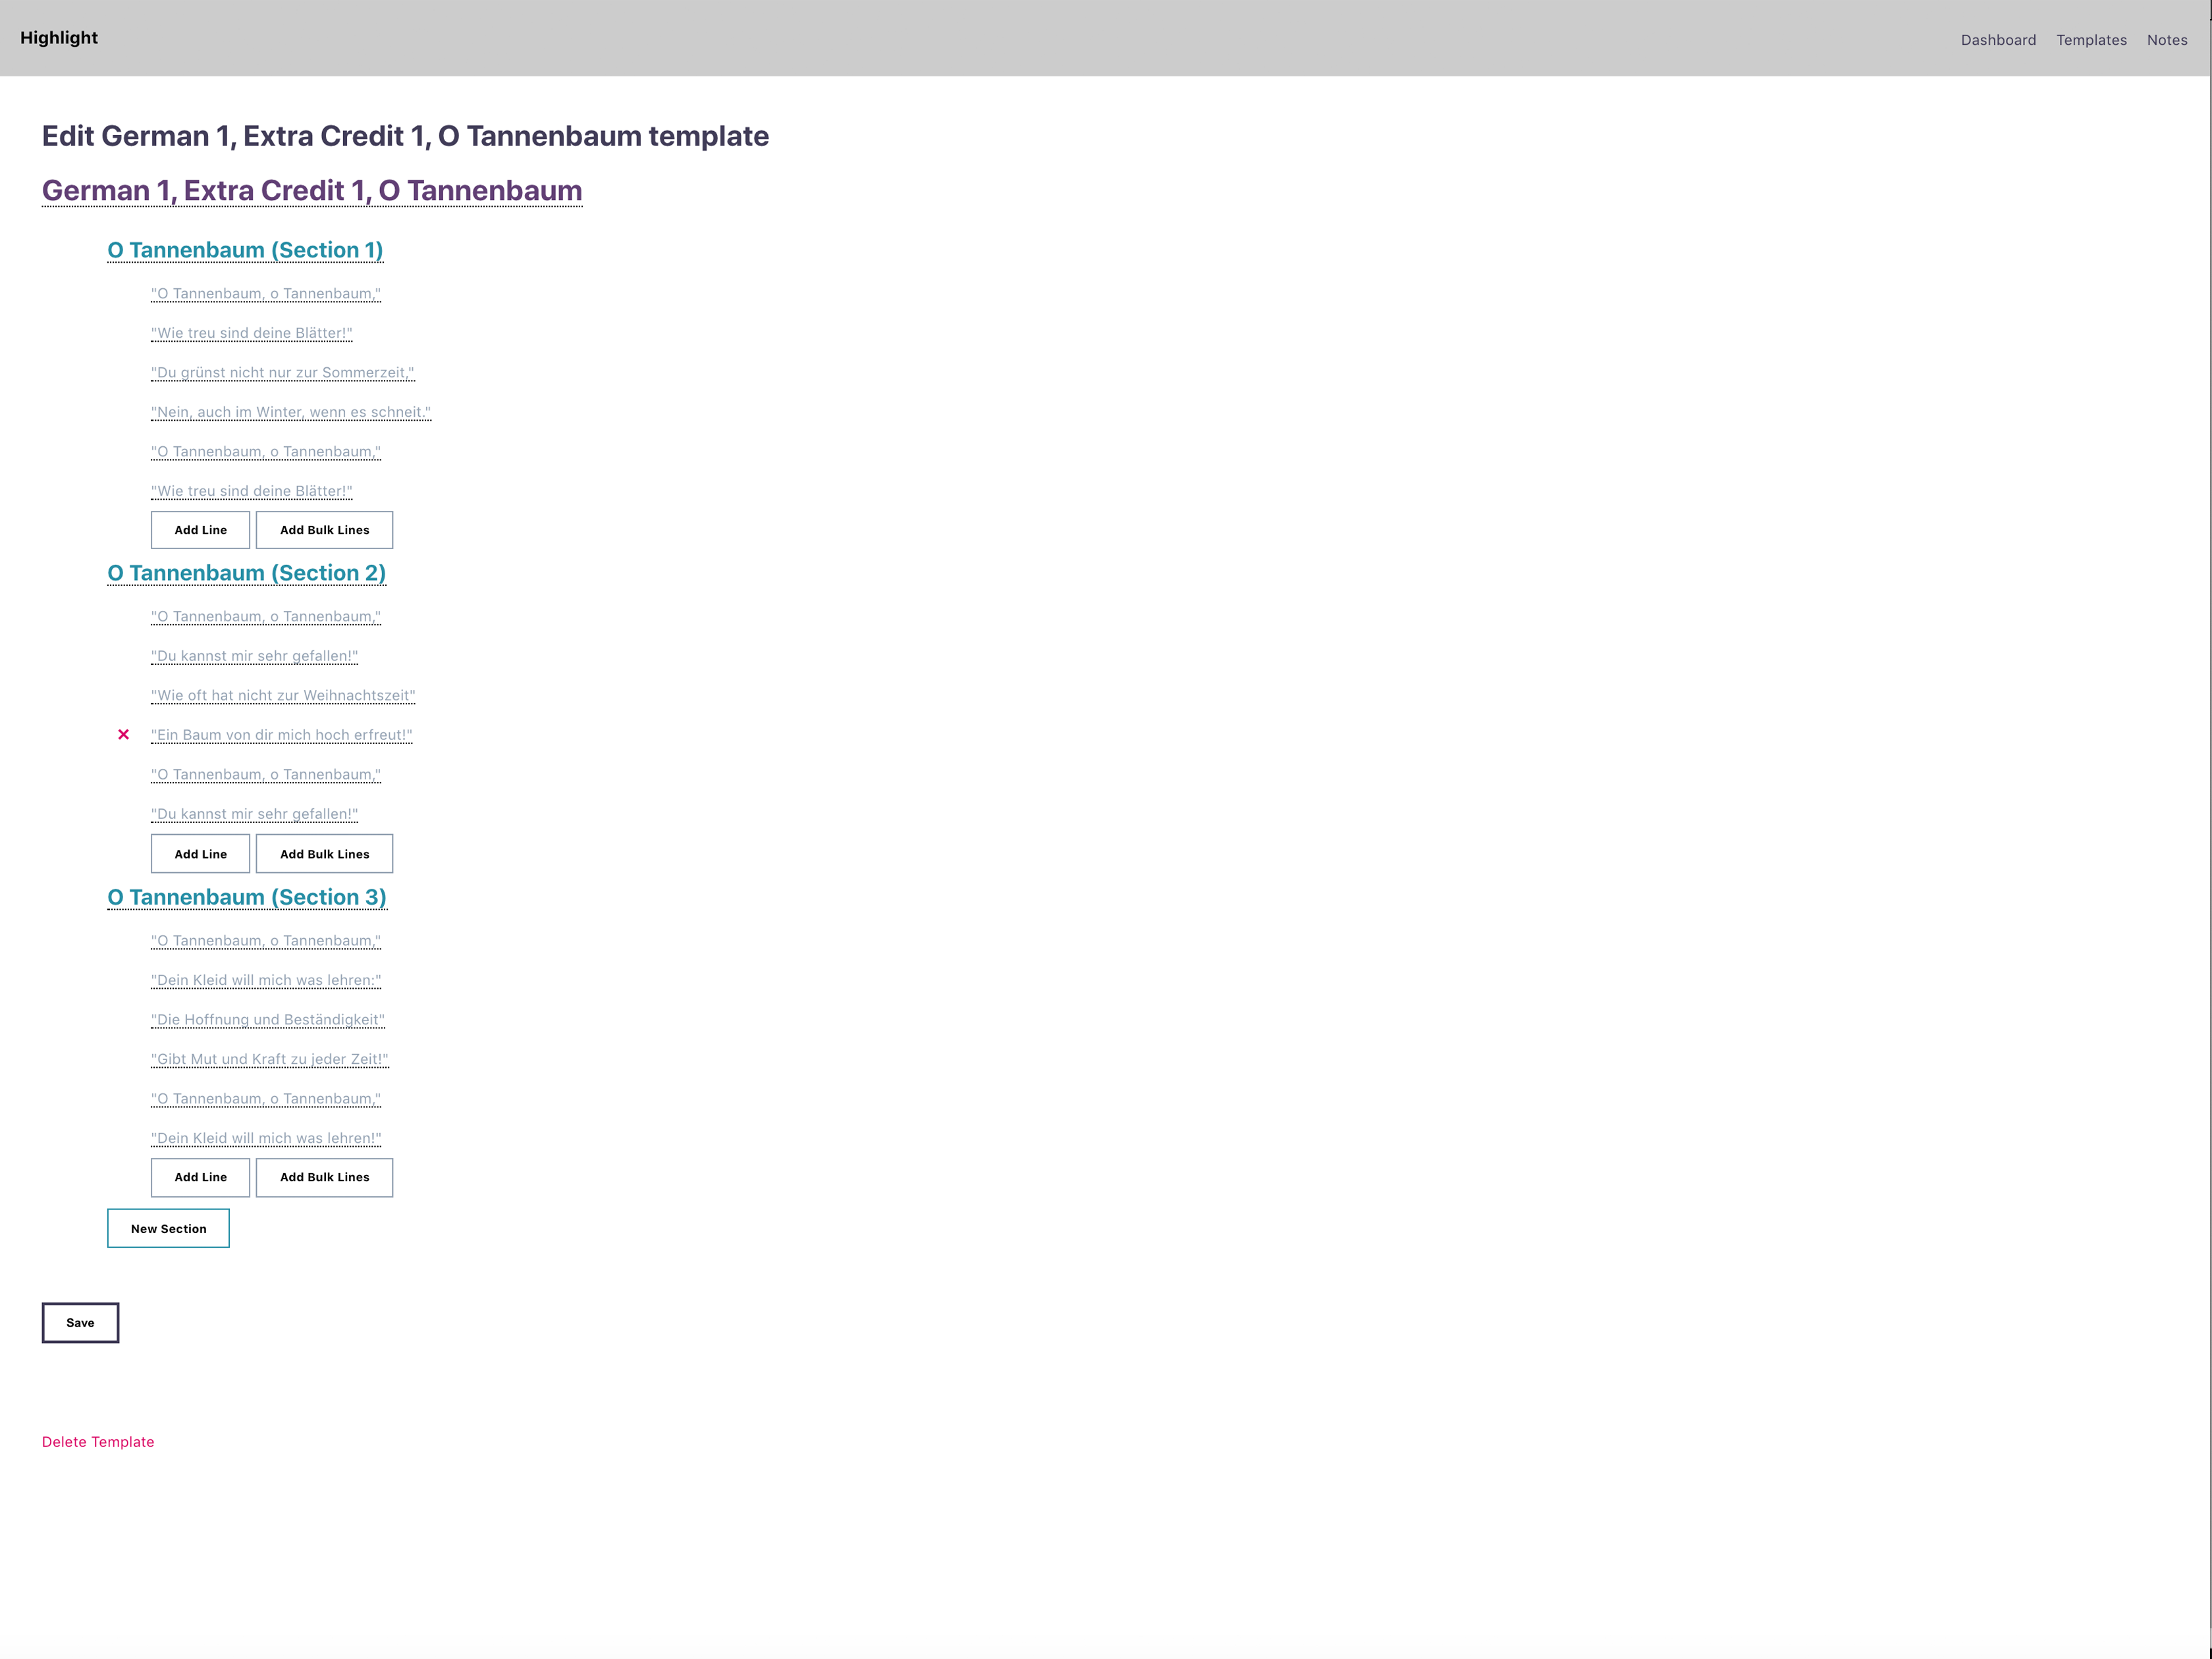 Highlight
Dashboard Templates Notes
Edit German 1, Extra Credit 1, O Tannenbaum template
German 1, Extra Credit 1, O Tannenbaum
O Tannenbaum (Section 1)
"O Tannenbaum, o Tannenbaum,"
"Wie treu sind deine Blätter!"
"Du grünst nicht nur zur Sommerzeit,"
"Nein, auch im Winter, wenn es schneit."
"O Tannenbaum, o Tannenbaum,"
"Wie treu sind deine Blätter!"
Add Line Add Bulk Lines
O Tannenbaum (Section 2)
"O Tannenbaum, o Tannenbaum,"
"Du kannst mir sehr gefallen!"
"Wie oft hat nicht zur Weihnachtszeit"
"Ein Baum von dir mich hoch erfreut!"
"O Tannenbaum, o Tannenbaum,"
"Du kannst mir sehr gefallen!"
Add Line Add Bulk Lines
O Tannenbaum (Section 3)
"O Tannenbaum, o Tannenbaum,"
"Dein Kleid will mich was lehren:"
"Die Hoffnung und Beständigkeit"
"Gibt Mut und Kraft zu jeder Zeit!"
"O Tannenbaum, o Tannenbaum,"
"Dein Kleid will mich was lehren!"
Add Line Add Bulk Lines
New Section
Save
Delete Template